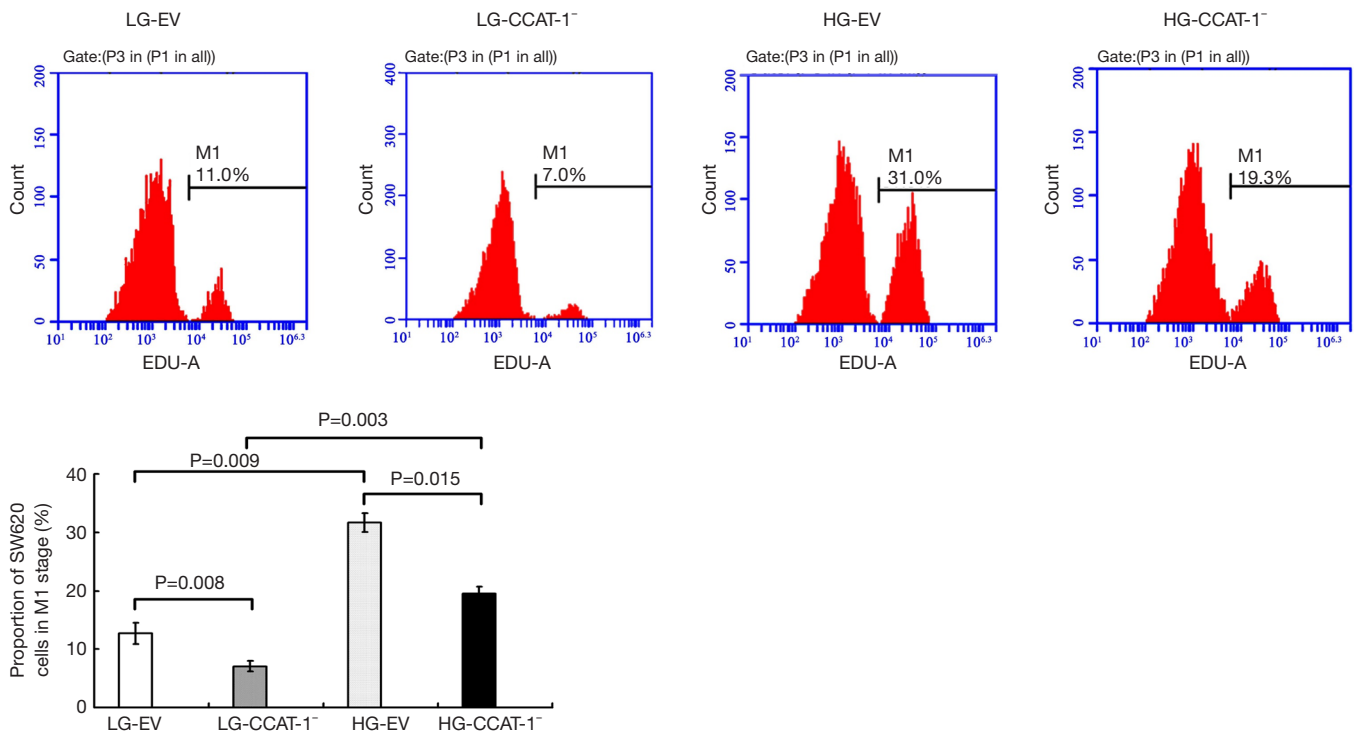 LG-EV
LG-CCAT-1⁻
HG-EV
HG-CCAT-1⁻
Gate:(P3 in (P1 in all))
Gate:(P3 in (P1 in all))
Gate:(P3 in (P1 in all))
Gate:(P3 in (P1 in all))
200
150
100
50
0
Count
M1
11.0%
10¹ 10² 10³ 10⁴ 10⁵ 10⁶·³
EDU-A
400
300
200
100
0
Count
M1
7.0%
10¹ 10² 10³ 10⁴ 10⁵ 10⁶·³
EDU-A
200
150
100
50
0
Count
M1
31.0%
10¹ 10² 10³ 10⁴ 10⁵ 10⁶·³
EDU-A
200
150
100
50
0
Count
M1
19.3%
10¹ 10² 10³ 10⁴ 10⁵ 10⁶·³
EDU-A
P=0.003
P=0.009
P=0.015
P=0.008
Proportion of SW620
cells in M1 stage (%)
40
30
20
10
0
LG-EV LG-CCAT-1⁻ HG-EV HG-CCAT-1⁻